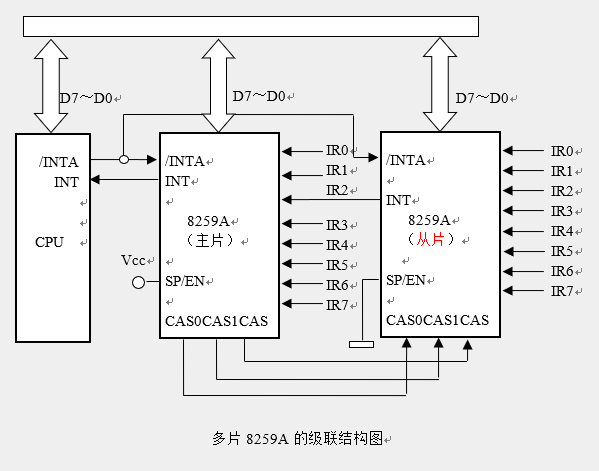 D7～D0
D7～D0
D7～D0
/INTA
INT
CPU
/INTA
INT
8259A
（主片）
Vcc
SP/EN
CAS0CAS1CAS
IR0
IR1
IR2
IR3
IR4
IR5
IR6
IR7
/INTA
INT
8259A
（从片）
SP/EN
CAS0CAS1CAS
IR0
IR1
IR2
IR3
IR4
IR5
IR6
IR7
多片 8259A 的级联结构图